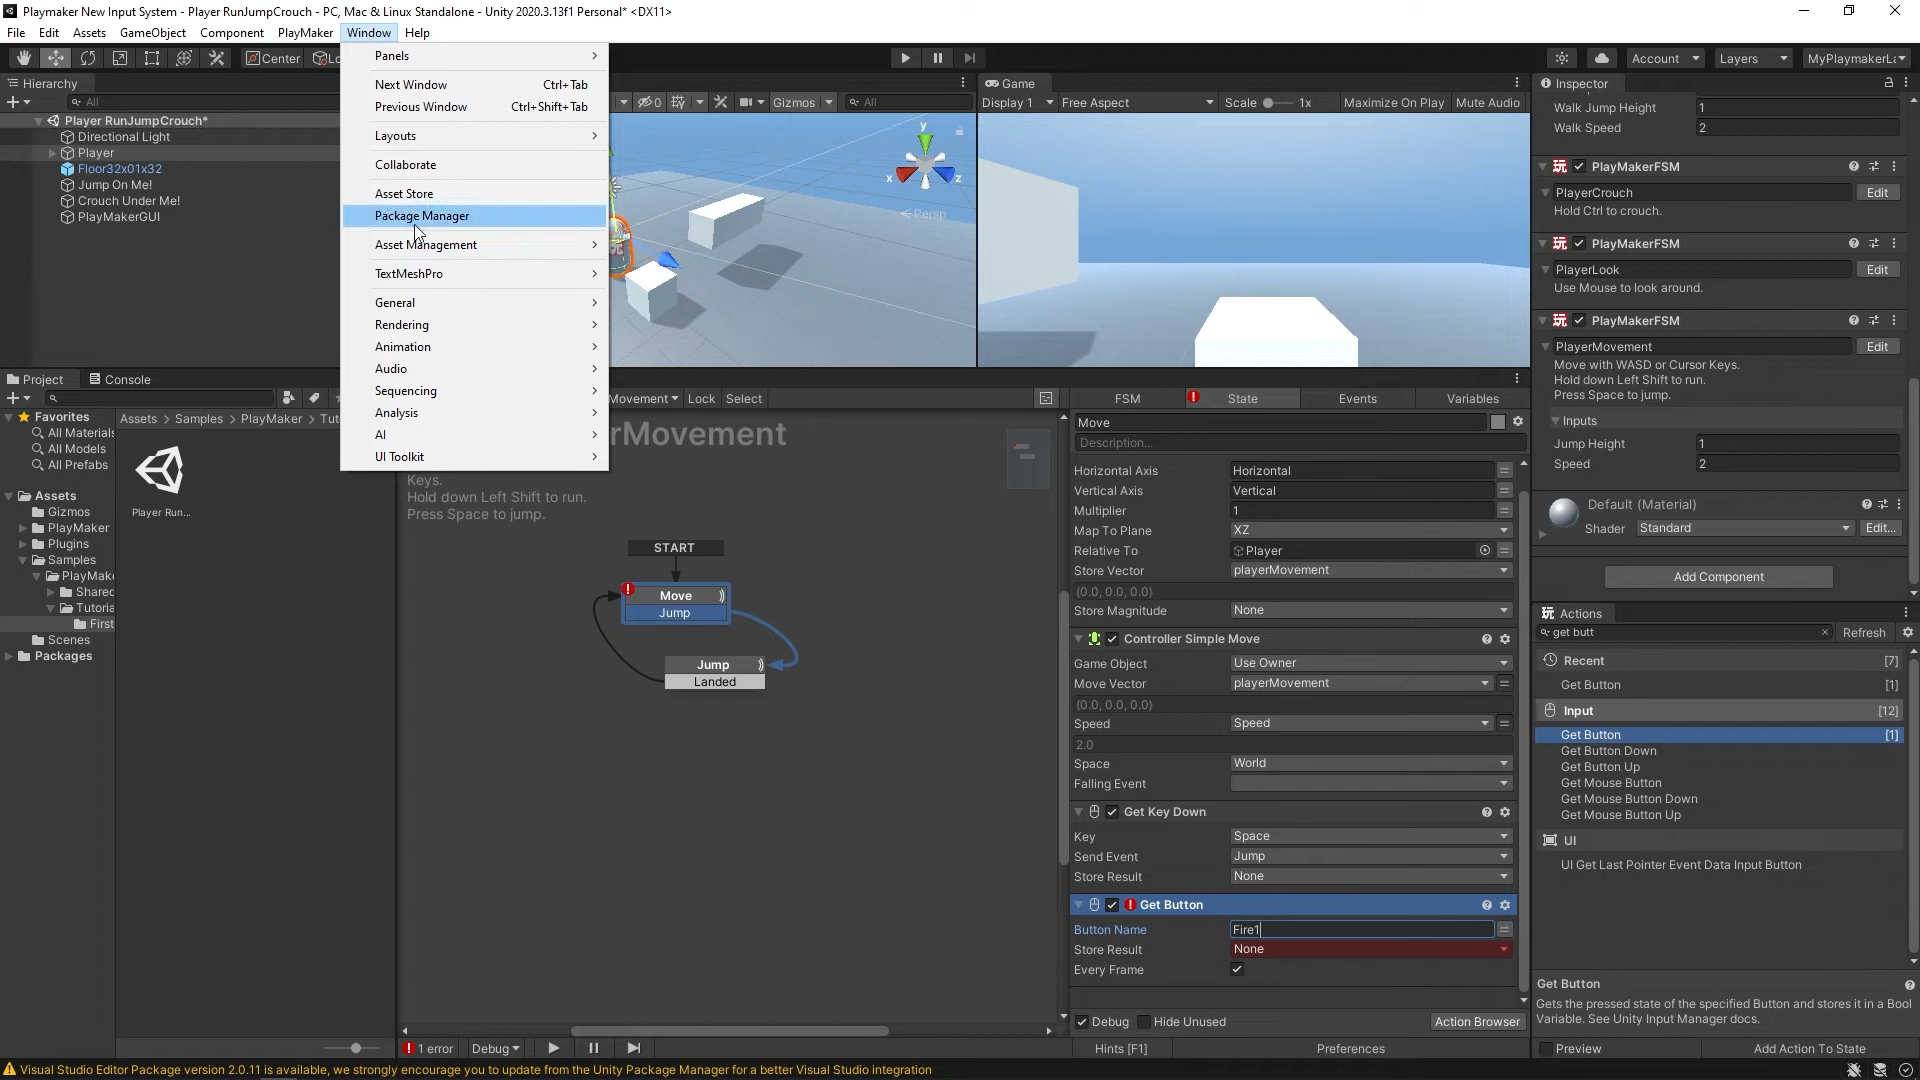 Playmaker New Input System - Player RunJumpCrouch - PC, Mac & Linux Standalone - Unity 2020.3.13f1 Personal* <DX11>
File Edit Assets GameObject Component PlayMaker Window Help
Center Lo Account Layers MyPlaymakerLa
Hierarchy
All
Player RunJumpCrouch*
Directional Light
Player
Floor32x01x32
Jump On Me!
Crouch Under Me!
PlayMakerGUI
Panels
Next Window Ctrl+Tab
Previous Window Ctrl+Shift+Tab
Layouts
Collaborate
Asset Store
Package Manager
Asset Management
TextMeshPro
General
Rendering
Animation
Audio
Sequencing
Analysis
AI
UI Toolkit
0 Gizmos All
y
x z
Persp
Game
Display 1 Free Aspect Scale 1x Maximize On Play Mute Audio
Inspector
Walk Jump Height 1
Walk Speed 2
PlayMakerFSM
PlayerCrouch Edit
Hold Ctrl to crouch.
PlayMakerFSM
PlayerLook Edit
Use Mouse to look around.
PlayMakerFSM
PlayerMovement Edit
Move with WASD or Cursor Keys.
Hold down Left Shift to run.
Press Space to jump.
Inputs
Jump Height 1
Speed 2
Default (Material)
Shader Standard Edit...
Add Component
Project Console
Favorites
All Materials
All Models
All Prefabs
Assets
Gizmos
PlayMaker
Plugins
Samples
PlayMake
Shared
Tutoria
First
Scenes
Packages
Assets > Samples > PlayMaker > Tut
Player Run...
Movement Lock Select
rMovement
Keys.
Hold down Left Shift to run.
Press Space to jump.
START
Move
Jump
Jump
Landed
FSM State Events Variables
Move
Description...
Horizontal Axis Horizontal
Vertical Axis Vertical
Multiplier 1
Map To Plane XZ
Relative To Player
Store Vector playerMovement
(0.0, 0.0, 0.0)
Store Magnitude None
Controller Simple Move
Game Object Use Owner
Move Vector playerMovement
(0.0, 0.0, 0.0)
Speed Speed
2.0
Space World
Falling Event
Get Key Down
Key Space
Send Event Jump
Store Result None
Get Button
Button Name Fire1
Store Result None
Every Frame
Debug Hide Unused Action Browser
Hints [F1] Preferences
1 error Debug
Actions
get butt Refresh
Recent [7]
Get Button [1]
Input [12]
Get Button [1]
Get Button Down
Get Button Up
Get Mouse Button
Get Mouse Button Down
Get Mouse Button Up
UI
UI Get Last Pointer Event Data Input Button
Get Button
Gets the pressed state of the specified Button and stores it in a Bool
Variable. See Unity Input Manager docs.
Preview Add Action To State
Visual Studio Editor Package version 2.0.11 is available, we strongly encourage you to update from the Unity Package Manager for a better Visual Studio integration